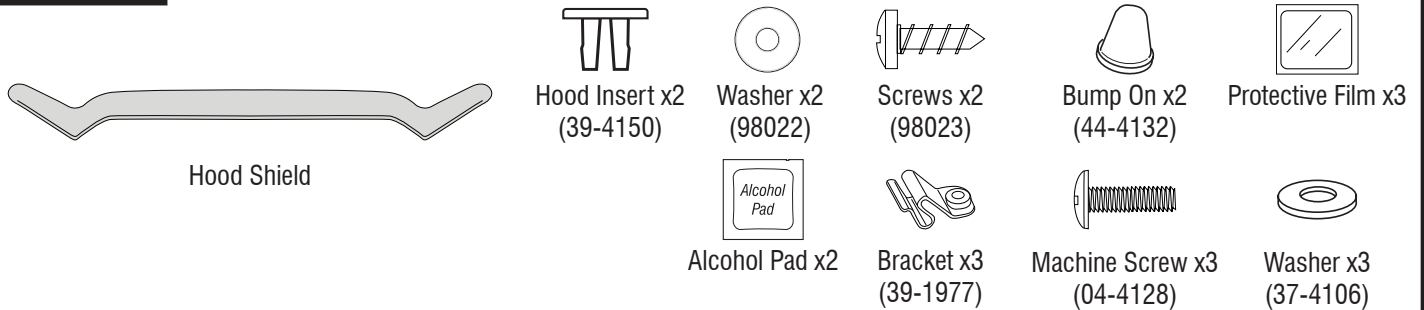 Hood Shield
Hood Insert x2
(39-4150)
Washer x2
(98022)
Screws x2
(98023)
Bump On x2
(44-4132)
Protective Film x3
Alcohol
Pad
Alcohol Pad x2
Bracket x3
(39-1977)
Machine Screw x3
(04-4128)
Washer x3
(37-4106)